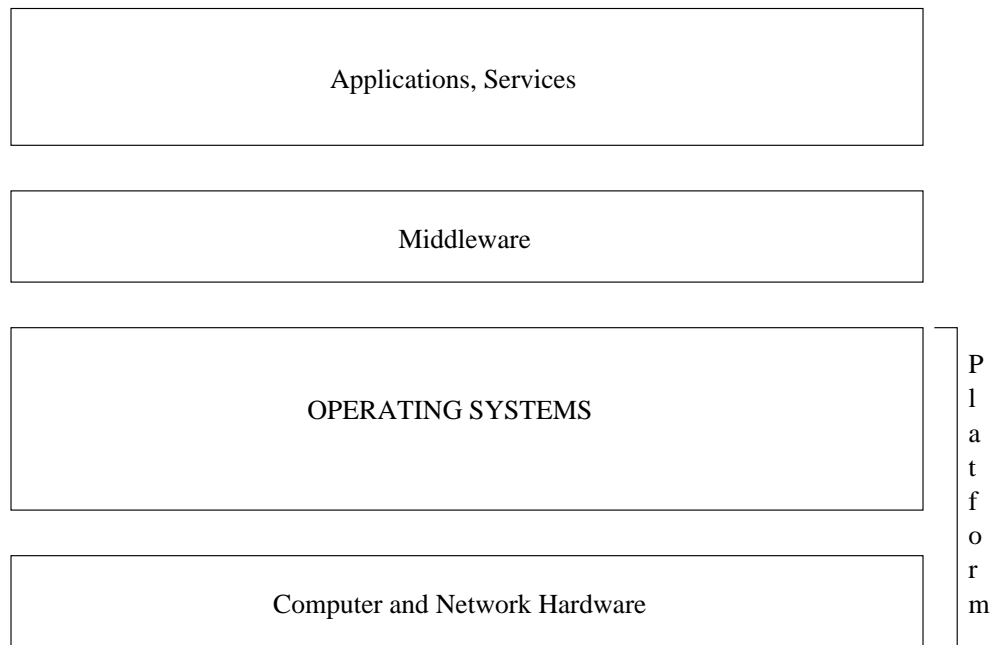 Applications, Services
Middleware
OPERATING SYSTEMS
Computer and Network Hardware
P
l
a
t
f
o
r
m